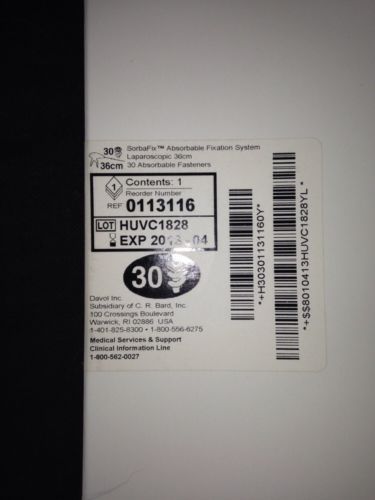 30 SorbaFix™ Absorbable Fixation System
Laparoscopic 36cm
36cm 30 Absorbable Fasteners
1 Contents: 1
Reorder Number
REF 0113116
LOT HUVC1828
EXP 2013-04
30
Davol Inc.
Subsidiary of C. R. Bard, Inc.
100 Crossings Boulevard
Warwick, RI 02886 USA
1-401-825-8300 • 1-800-556-6275
Medical Services & Support
Clinical Information Line
1-800-562-0027
*+H30301131160Y*
*+$$8010413HUVC1828YL*